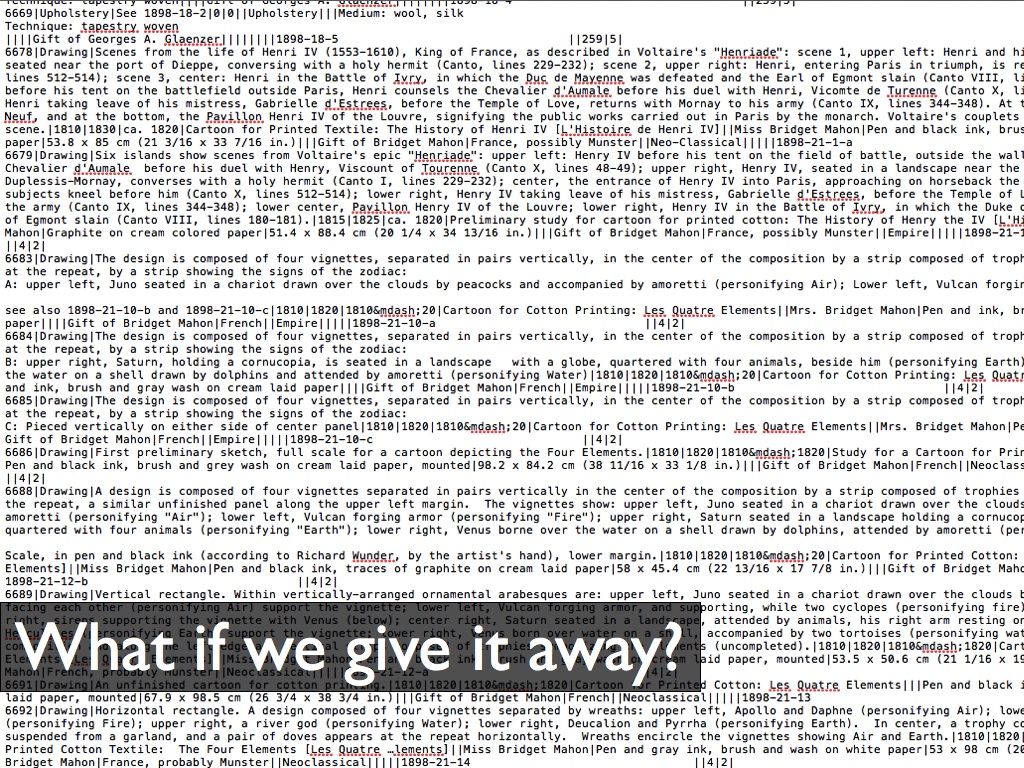 6669|Upholstery|See 1898-18-2|0|0||Upholstery|||Medium: wool, silk
Technique: tapestry woven
||||Gift of Georges A. Glaenzer||||||||1898-18-5 ||259|5|
6678|Drawing|Scenes from the life of Henri IV (1553-1610), King of France, as described in Voltaire's "Henriade": scene 1, upper left: Henri and hi
seated near the port of Dieppe, conversing with a holy hermit (Canto, lines 229-232); scene 2, upper right: Henri, entering Paris in triumph, is re
lines 512-514); scene 3, center: Henri in the Battle of Ivry, in which the Duc de Mayenne was defeated and the Earl of Egmont slain (Canto VIII, li
before his tent on the battlefield outside Paris, Henri counsels the Chevalier d'Aumale before his duel with Henri, Vicomte de Turenne (Canto X, li
Henri taking leave of his mistress, Gabrielle d'Estrees, before the Temple of Love, returns with Mornay to his army (Canto IX, lines 344-348). At t
Neuf, and at the bottom, the Pavillon Henri IV of the Louvre, signifying the public works carried out in Paris by the monarch. Voltaire's couplets
scene.|1810|1830|ca. 1820|Cartoon for Printed Textile: The History of Henri IV [L'Histoire de Henri IV]||Miss Bridget Mahon|Pen and black ink, brus
paper|53.8 x 85 cm (21 3/16 x 33 7/16 in.)|||Gift of Bridget Mahon|France, possibly Munster||Neo-Classical|||||1898-21-1-a
6679|Drawing|Six islands show scenes from Voltaire's epic "Henriade": upper left: Henry IV before his tent on the field of battle, outside the wall
Chevalier d'Aumale before his duel with Henry, Viscount of Turenne (Canto X, lines 48-49); upper right, Henry IV, seated in a landscape near the
Duplessis-Mornay, converses with a holy hermit (Canto I, lines 229-232); center, the entrance of Henry IV into Paris, approaching on horseback the
subjects kneel before him (Canto X, lines 512-514); lower right, Henry IV taking leave of his mistress, Gabrielle d'Estrees, before the Temple of L
the army (Canto IX, lines 344-348); lower center, Pavillon Henry IV of the Louvre; lower right, Henry IV in the Battle of Ivry, in which the Duke o
of Egmont slain (Canto VIII, lines 180-181).|1815|1825|ca. 1820|Preliminary study for cartoon for printed cotton: The History of Henry the IV [L'Hi
Mahon|Graphite on cream colored paper|51.4 x 88.4 cm (20 1/4 x 34 13/16 in.)|||Gift of Bridget Mahon|France, possibly Munster||Empire|||||1898-21-1
||4|2|
6683|Drawing|The design is composed of four vignettes, separated in pairs vertically, in the center of the composition by a strip composed of troph
at the repeat, by a strip showing the signs of the zodiac:
A: upper left, Juno seated in a chariot drawn over the clouds by peacocks and accompanied by amoretti (personifying Air); Lower left, Vulcan forgin
see also 1898-21-10-b and 1898-21-10-c|1810|1820|1810&mdash;20|Cartoon for Cotton Printing: Les Quatre Elements||Mrs. Bridget Mahon|Pen and ink, br
paper||||Gift of Bridget Mahon|French||Empire|||||1898-21-10-a ||4|2|
6684|Drawing|The design is composed of four vignettes, separated in pairs vertically, in the center of the composition by a strip composed of troph
at the repeat, by a strip showing the signs of the zodiac:
B: upper right, Saturn, holding a cornucopia, is seated in a landscape with a globe, quartered with four animals, beside him (personifying Earth)
the water on a shell drawn by dolphins and attended by amoretti (personifying Water)|1810|1820|1810&mdash;20|Cartoon for Cotton Printing: Les Quatr
and ink, brush and gray wash on cream laid paper||||Gift of Bridget Mahon|French||Empire|||||1898-21-10-b ||4|2|
6685|Drawing|The design is composed of four vignettes, separated in pairs vertically, in the center of the composition by a strip composed of troph
at the repeat, by a strip showing the signs of the zodiac:
C: Pieced vertically on either side of center panel|1810|1820|1810&mdash;20|Cartoon for Cotton Printing: Les Quatre Elements||Mrs. Bridget Mahon|Pe
Gift of Bridget Mahon|French||Empire|||||1898-21-10-c ||4|2|
6686|Drawing|First preliminary sketch, full scale for a cartoon depicting the Four Elements.|1810|1820|1810&mdash;1820|Study for a Cartoon for Prin
Pen and black ink, brush and grey wash on cream laid paper, mounted|98.2 x 84.2 cm (38 11/16 x 33 1/8 in.)|||Gift of Bridget Mahon|French||Neoclass
||4|2|
6688|Drawing|A design is composed of four vignettes separated in pairs vertically in the center of the composition by a strip composed of trophies
the repeat, a similar unfinished panel along the upper left margin. The vignettes show: upper left, Juno seated in a chariot drawn over the clouds
amoretti (personifying "Air"); lower left, Vulcan forging armor (personifying "Fire"); upper right, Saturn seated in a landscape holding a cornucop
quartered with four animals (personifying "Earth"); lower right, Venus borne over the water on a shell drawn by dolphins, attended by amoretti (per
Scale, in pen and black ink (according to Richard Wunder, by the artist's hand), lower margin.|1810|1820|1810&mdash;20|Cartoon for Printed Cotton:
Elements]||Miss Bridget Mahon|Pen and black ink, traces of graphite on cream laid paper|58 x 45.4 cm (22 13/16 x 17 7/8 in.)|||Gift of Bridget Maho
1898-21-12-b ||4|2|
6689|Drawing|Vertical rectangle. Within vertically-arranged ornamental arabesques are: upper left, Juno seated in a chariot drawn over the clouds b
facing each other (personifying Air) support the vignette; lower left, Vulcan forging armor, and supporting, while two cyclopes (personifying fire)
attended by animals, his right arm resting on
accompanied by two tortoises (personifying wat
(uncompleted).|1810|1820|1810&mdash;20|Cart
laid paper, mounted|53.5 x 50.6 cm (21 1/16 x 19
What if we give it away?
6691|Drawing|An unfinished cartoon for cotton printing.|1810|1820|1810&mdash;1820|Cartoon for Printed Cotton: Les Quatre Elements|||Pen and black i
laid paper, mounted|67.9 x 98.5 cm (26 3/4 x 38 3/4 in.)|||Gift of Bridget Mahon|French||Neoclassical|||||1898-21-13
6692|Drawing|Horizontal rectangle. A design composed of four vignettes separated by wreaths: upper left, Apollo and Daphne (personifying Air); lowe
(personifying Fire); upper right, a river god (personifying Water); lower right, Deucalion and Pyrrha (personifying Earth). In center, a trophy co
suspended from a garland, and a pair of doves appears at the repeat horizontally. Wreaths encircle the vignettes showing Air and Earth.|1810|1820|
Printed Cotton Textile: The Four Elements [Les Quatre …lements]||Miss Bridget Mahon|Pen and gray ink, brush and wash on white paper|53 x 98 cm (20
Bridget Mahon|France, probably Munster||Neoclassical|||||1898-21-14 ||4|2|